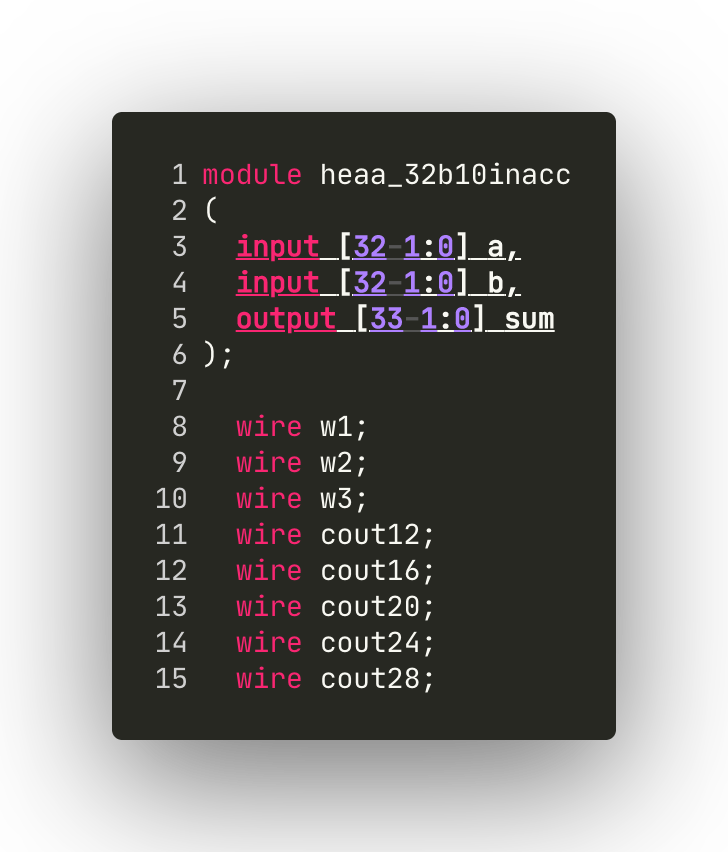 1 module heaa_32b10inacc
2 (
3   input [32-1:0] a,
4   input [32-1:0] b,
5   output [33-1:0] sum
6 );
7
8   wire w1;
9   wire w2;
10   wire w3;
11   wire cout12;
12   wire cout16;
13   wire cout20;
14   wire cout24;
15   wire cout28;